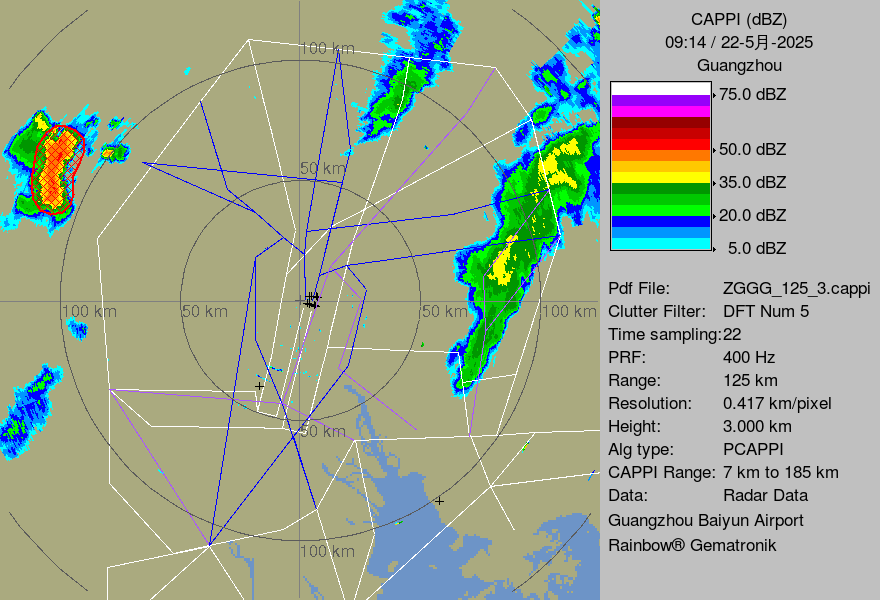 CAPPI (dBZ)
09:14 / 22-5月-2025
Guangzhou
75.0 dBZ
50.0 dBZ
35.0 dBZ
20.0 dBZ
5.0 dBZ
Pdf File: ZGGG_125_3.cappi
Clutter Filter: DFT Num 5
Time sampling:22
PRF: 400 Hz
Range: 125 km
Resolution: 0.417 km/pixel
Height: 3.000 km
Alg type: PCAPPI
CAPPI Range: 7 km to 185 km
Data: Radar Data
Guangzhou Baiyun Airport
Rainbow® Gematronik
100 km
50 km
100 km
50 km
50 km
100 km
50 km
100 km